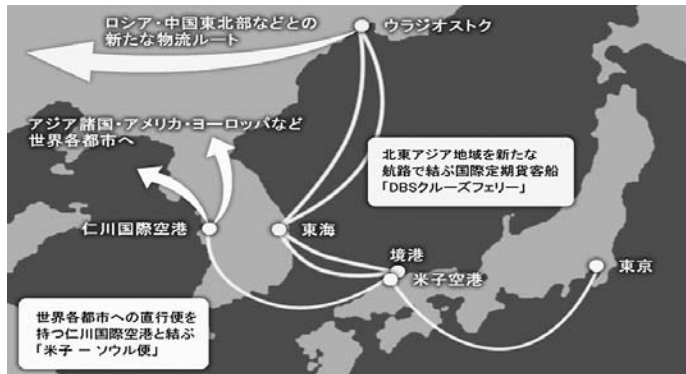 ロシア・中国東北部などとの
新たな物流ルート
ウラジオストク
アジア諸国・アメリカ・ヨーロッパなど
世界各都市へ
北東アジア地域を新たな
航路で結ぶ国際定期貨客船
「DBSクルーズフェリー」
仁川国際空港
東海
境港
米子空港
東京
世界各都市への直行便を
持つ仁川国際空港と結ぶ
「米子 ー ソウル便」